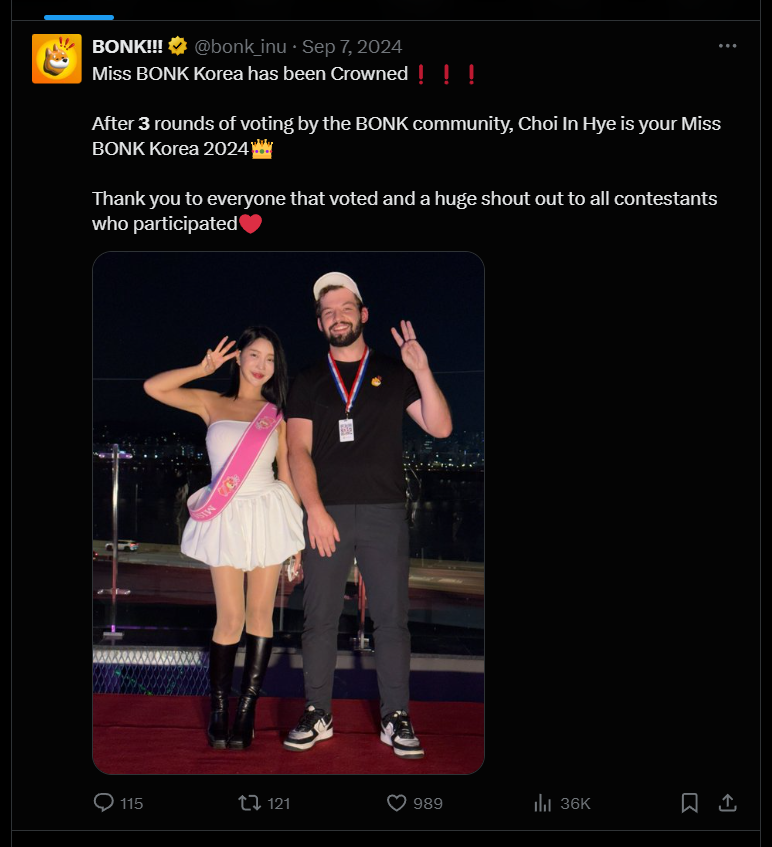 BONK!!! @bonk_inu · Sep 7, 2024
Miss BONK Korea has been Crowned❗❗❗
After 3 rounds of voting by the BONK community, Choi In Hye is your Miss
BONK Korea 2024👑
Thank you to everyone that voted and a huge shout out to all contestants
who participated❤️
115 121 989 36K